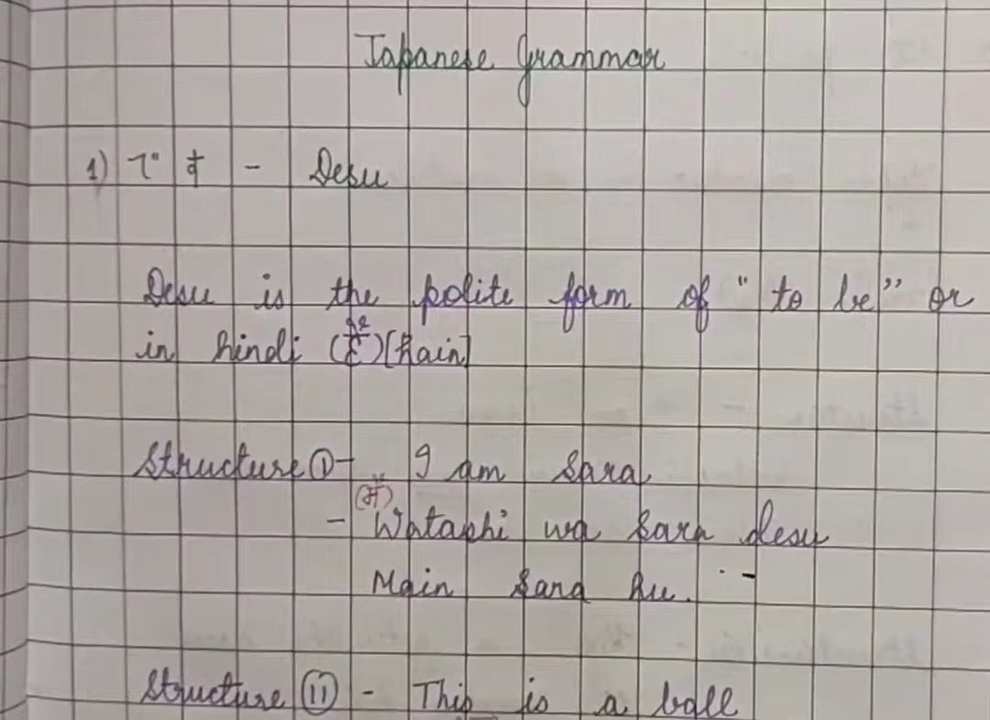 Japanese Grammar
1) です - Desu
Desu is the polite form of "to be" or
in hindi (है) [hain]
Structure ① - I am Sara
(मैं)
- Watashi wa Sara desu
Main Sara hu.
Structure (ii) - This is a ball